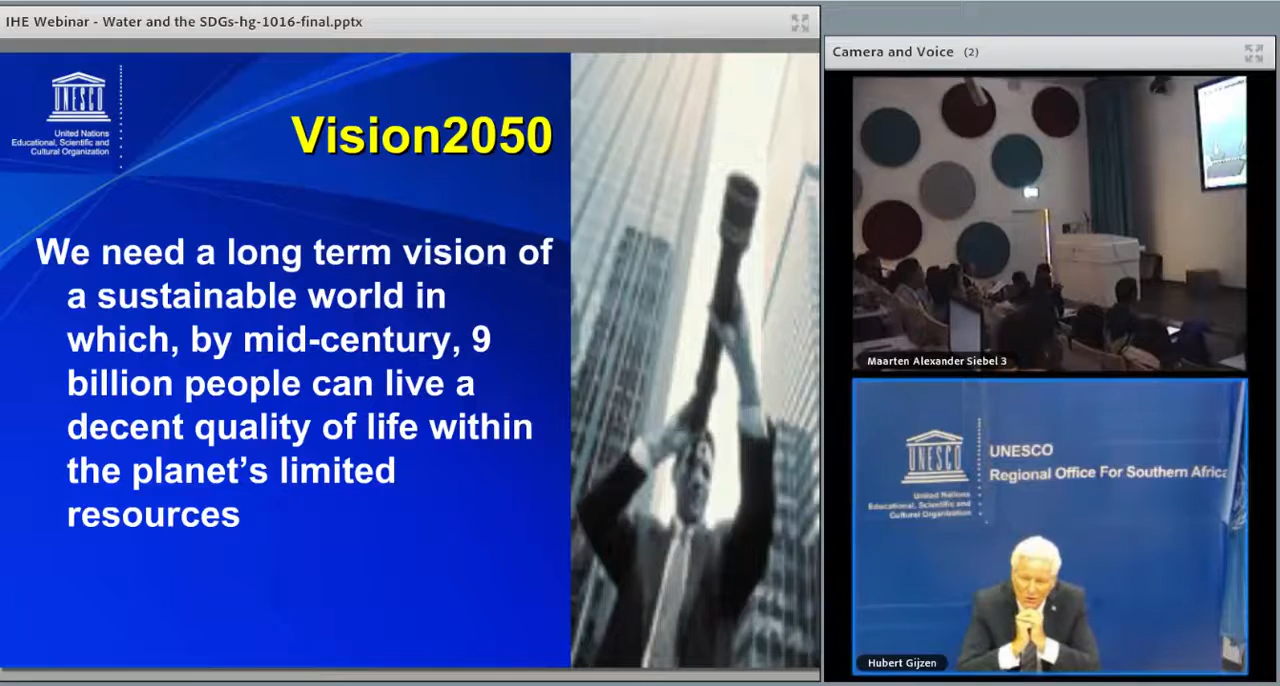 IHE Webinar - Water and the SDGs-hg-1016-final.pptx
UNESCO
United Nations
Educational, Scientific and
Cultural Organization
Vision2050
We need a long term vision of
a sustainable world in
which, by mid-century, 9
billion people can live a
decent quality of life within
the planet’s limited
resources
Camera and Voice (2)
Maarten Alexander Siebel 3
UNESCO
United Nations
Educational, Scientific and
Cultural Organization
UNESCO
Regional Office For Southern Africa
Hubert Gijzen